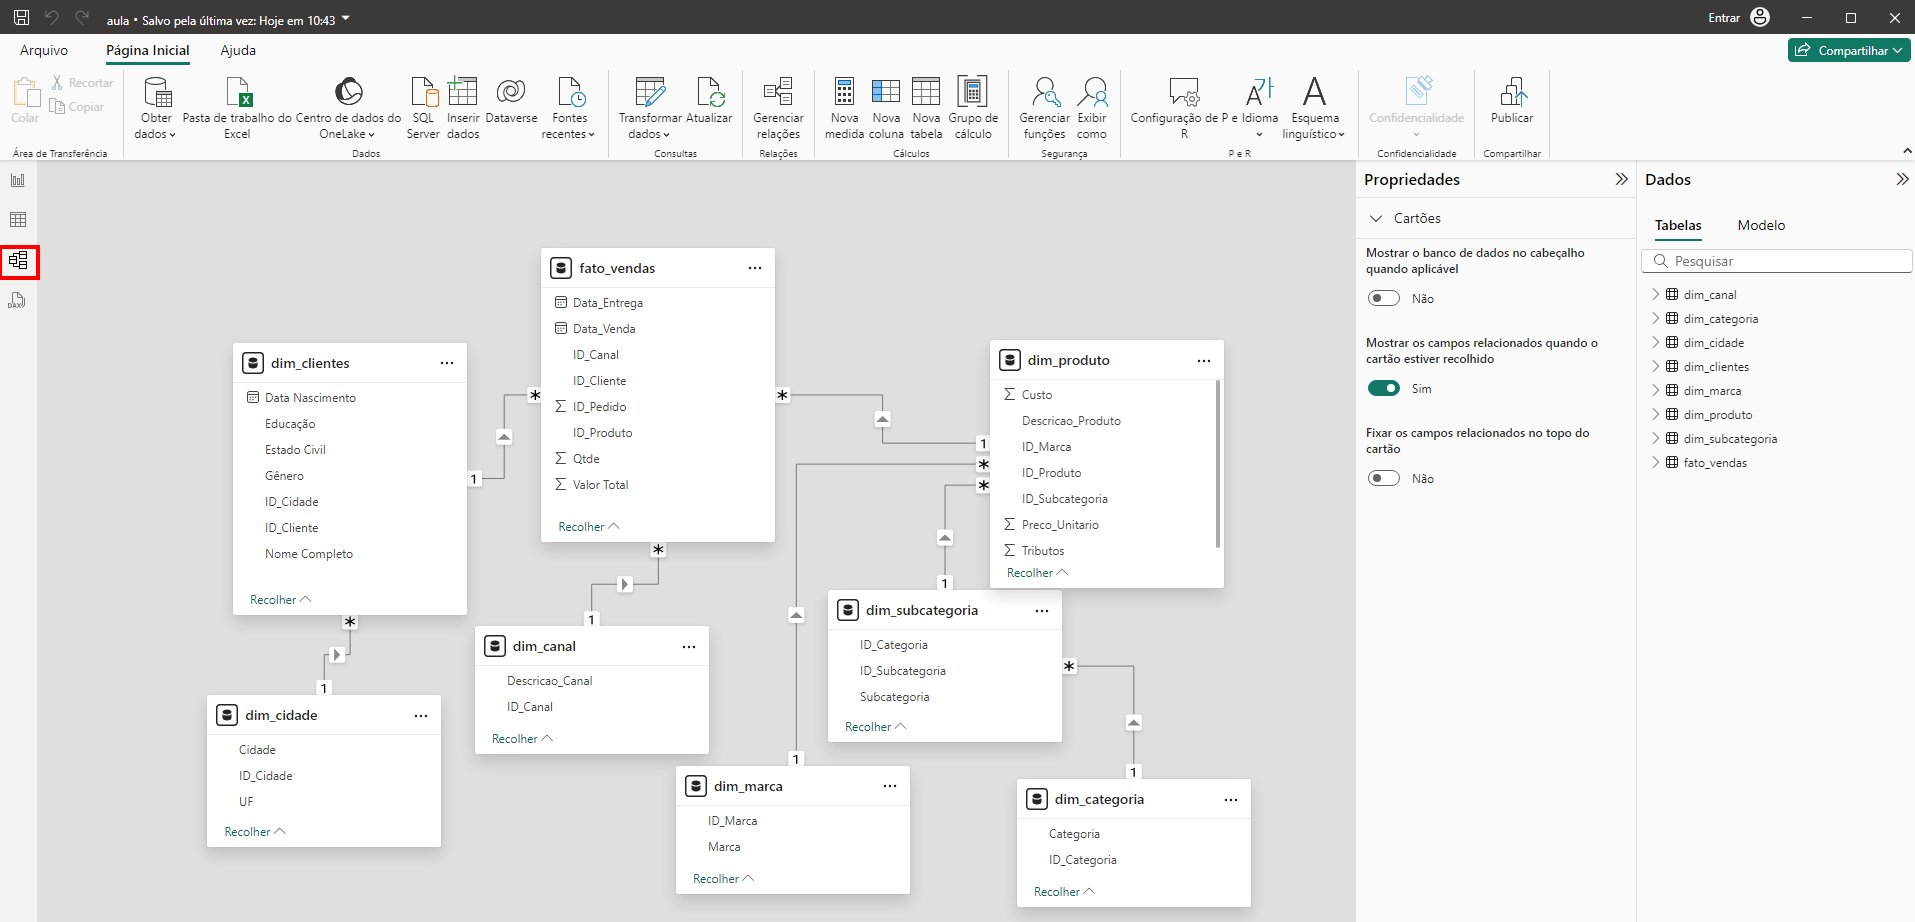 aula • Salvo pela última vez: Hoje em 10:43
Entrar
Arquivo
Página Inicial
Ajuda
Compartilhar
Colar
Recortar
Copiar
Área de Transferência
Obter dados
Pasta de trabalho do Excel
Centro de dados do OneLake
SQL Server
Inserir dados
Dataverse
Fontes recentes
Dados
Transformar dados
Atualizar
Consultas
Gerenciar relações
Relações
Nova medida
Nova coluna
Nova tabela
Grupo de cálculo
Cálculos
Gerenciar funções
Exibir como
Segurança
Configuração de P e R
Idioma
Esquema linguístico
P e R
Confidencialidade
Confidencialidade
Publicar
Compartilhar
DAX
fato_vendas
Data_Entrega
Data_Venda
ID_Canal
ID_Cliente
∑ ID_Pedido
ID_Produto
∑ Qtde
∑ Valor Total
Recolher
dim_clientes
Data Nascimento
Educação
Estado Civil
Gênero
ID_Cidade
ID_Cliente
Nome Completo
Recolher
dim_produto
∑ Custo
Descricao_Produto
ID_Marca
ID_Produto
ID_Subcategoria
∑ Preco_Unitario
∑ Tributos
Recolher
*
1
*
1
*
*
*
1
1
*
1
dim_subcategoria
ID_Categoria
ID_Subcategoria
Subcategoria
Recolher
dim_canal
Descricao_Canal
ID_Canal
Recolher
*
1
1
dim_cidade
Cidade
ID_Cidade
UF
Recolher
dim_marca
ID_Marca
Marca
Recolher
dim_categoria
Categoria
ID_Categoria
Recolher
Propriedades
Cartões
Mostrar o banco de dados no cabeçalho
quando aplicável
Não
Mostrar os campos relacionados quando o
cartão estiver recolhido
Sim
Fixar os campos relacionados no topo do
cartão
Não
Dados
Tabelas
Modelo
Pesquisar
dim_canal
dim_categoria
dim_cidade
dim_clientes
dim_marca
dim_produto
dim_subcategoria
fato_vendas